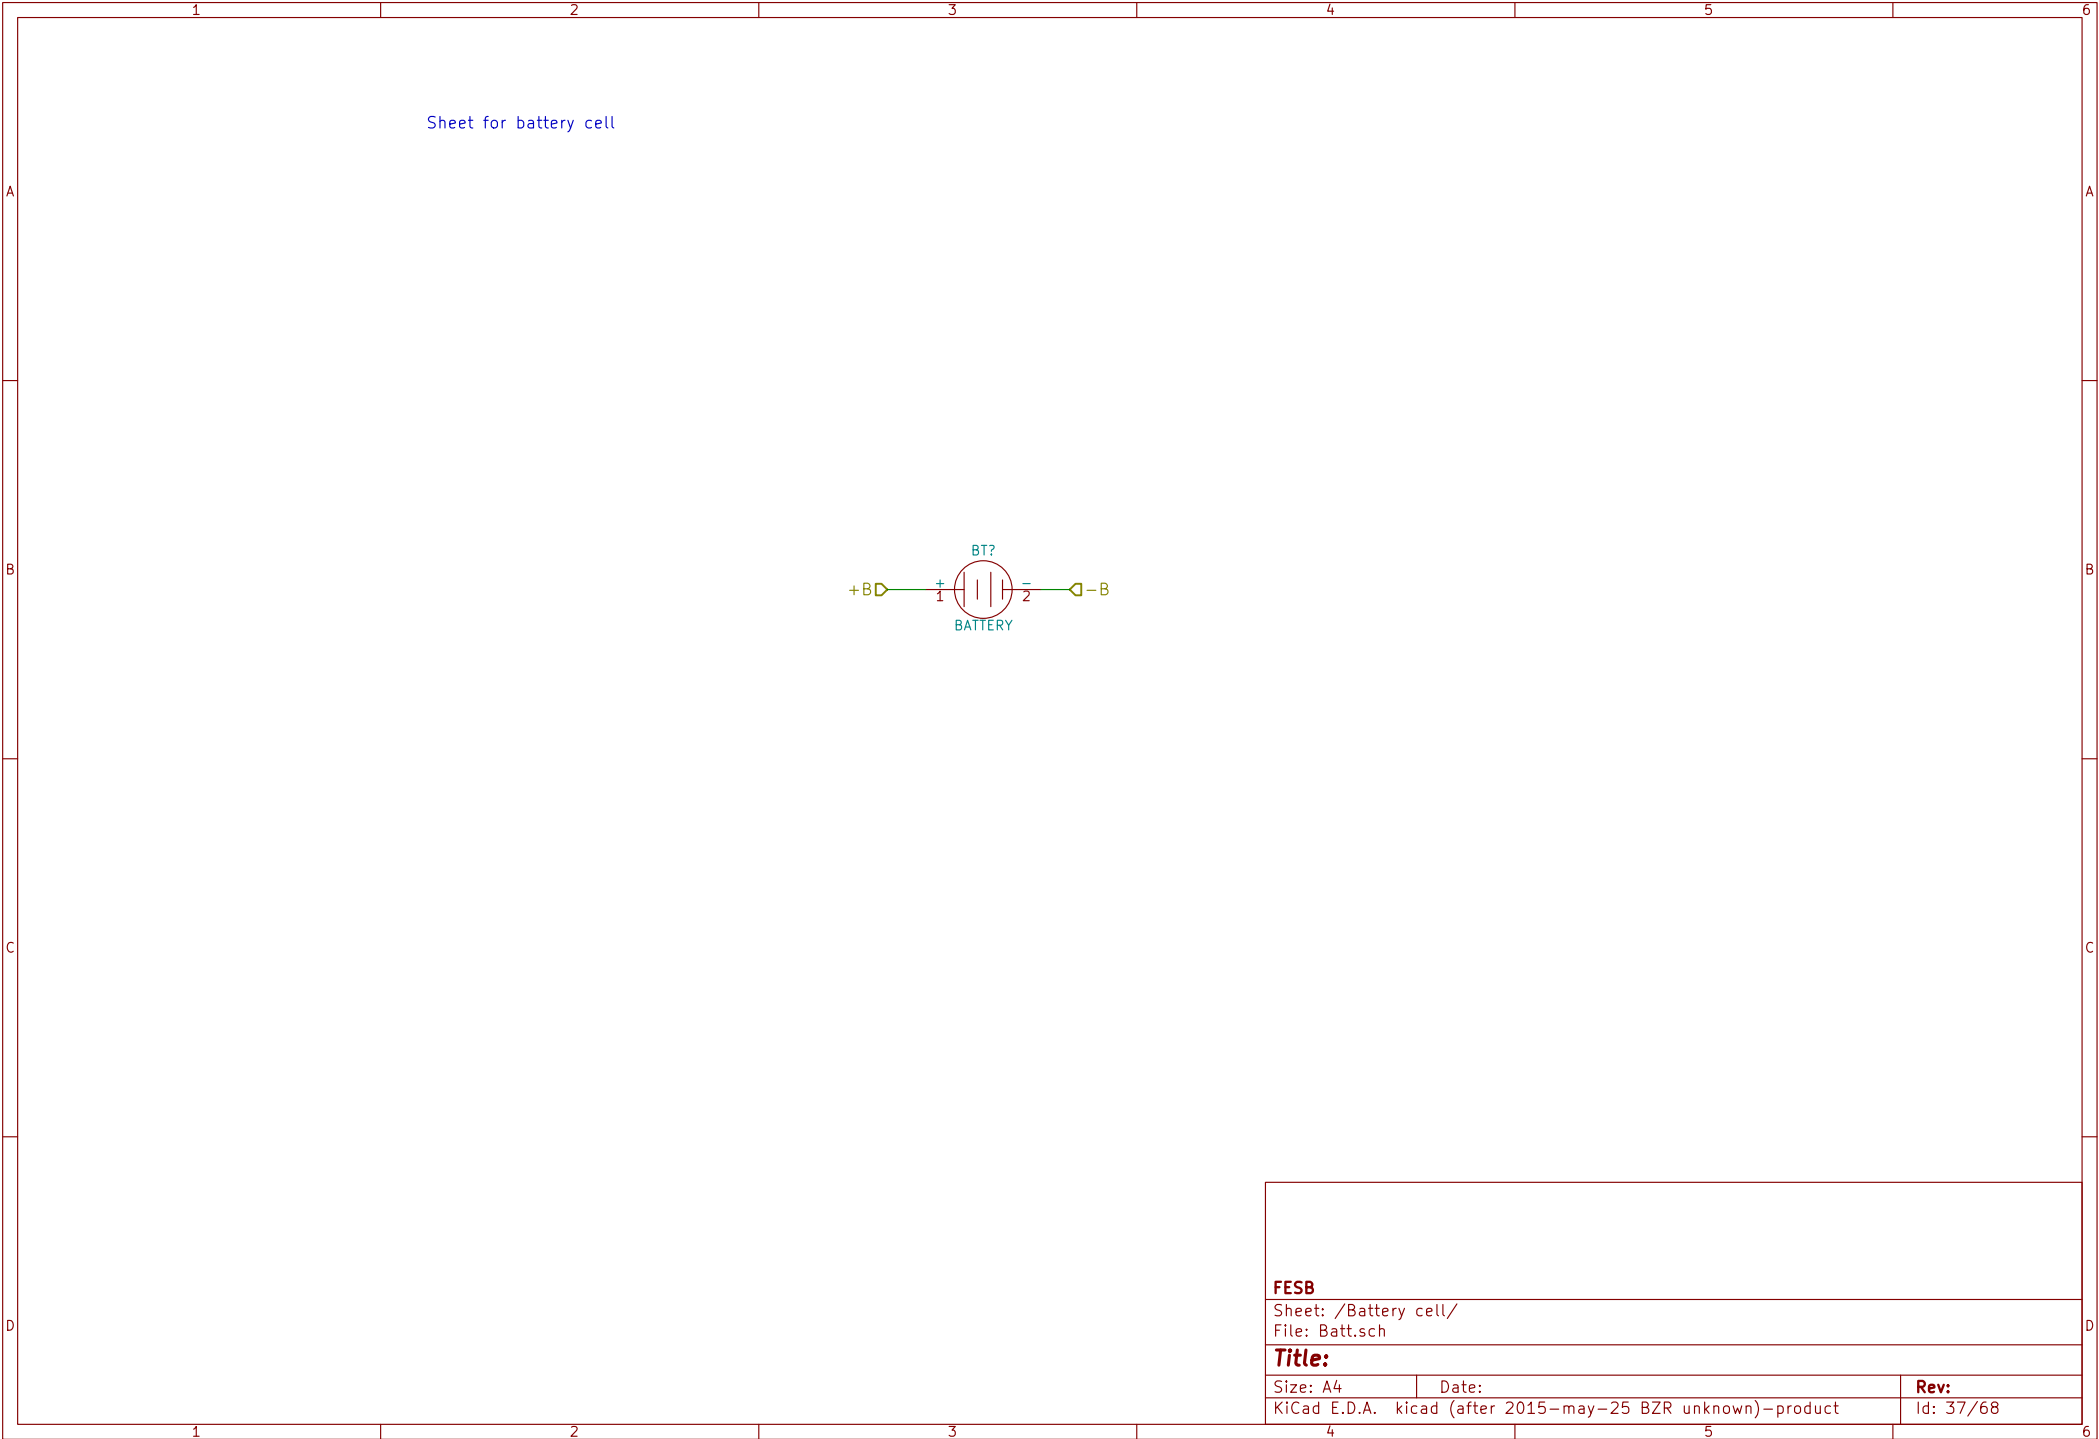 1 2 3 4 5 6
Sheet for battery cell
A A
BT?
B B
+B + - -B
1 2
BATTERY
C C
FESB
Sheet: /Battery cell/
File: Batt.sch
D D
Title:
Size: A4 Date: Rev:
KiCad E.D.A. kicad (after 2015-may-25 BZR unknown)-product Id: 37/68
1 2 3 4 5 6